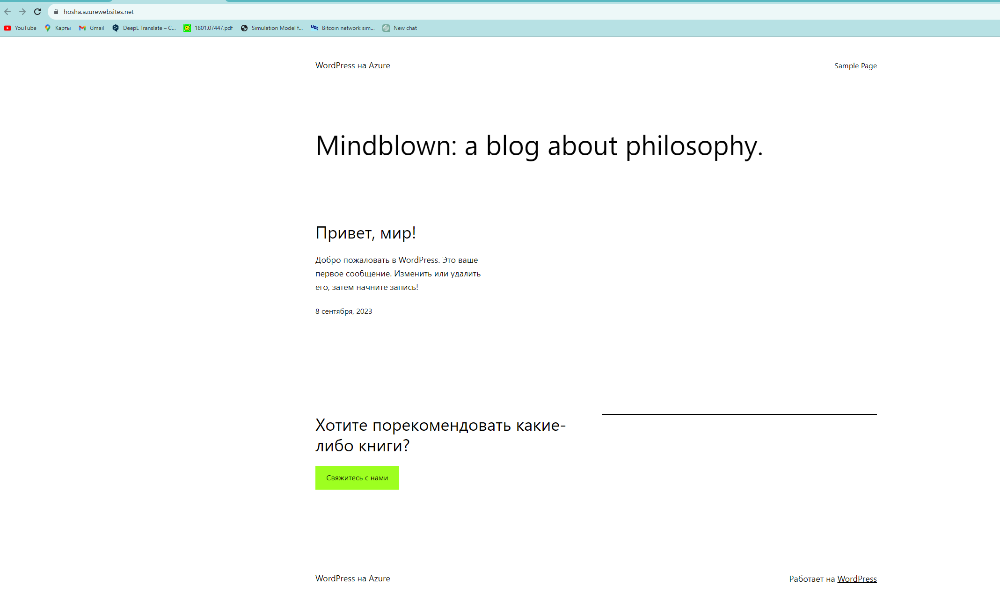 hosha.azurewebsites.net
YouTube Карты Gmail DeepL Translate – C... 1801.07447.pdf Simulation Model f... UOC Bitcoin network sim... New chat
WordPress на Azure Sample Page
Mindblown: a blog about philosophy.
Привет, мир!
Добро пожаловать в WordPress. Это ваше
первое сообщение. Изменить или удалить
его, затем начните запись!
8 сентября, 2023
Хотите порекомендовать какие-
либо книги?
Свяжитесь с нами
WordPress на Azure Работает на WordPress